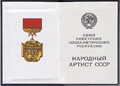 СОЮЗ
СОВЕТСКИХ
СОЦИАЛИСТИЧЕСКИХ
РЕСПУБЛИК
НАРОДНЫЙ
АРТИСТ СССР